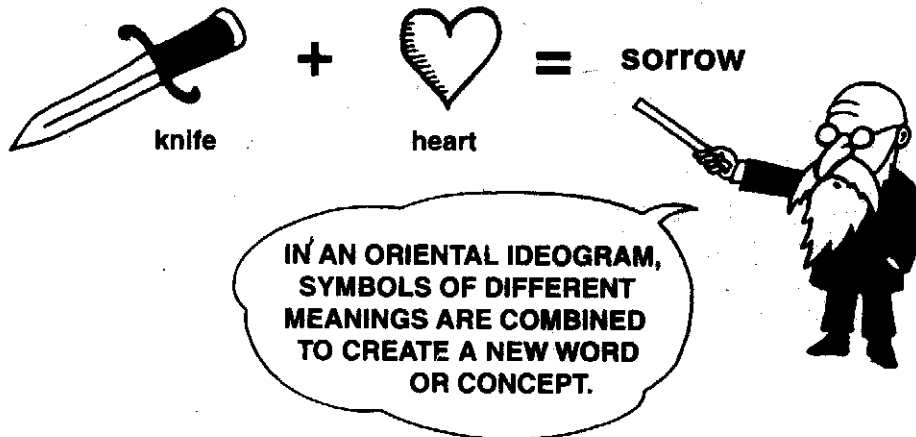 + = sorrow
knife heart
IN AN ORIENTAL IDEOGRAM,
SYMBOLS OF DIFFERENT
MEANINGS ARE COMBINED
TO CREATE A NEW WORD
OR CONCEPT.